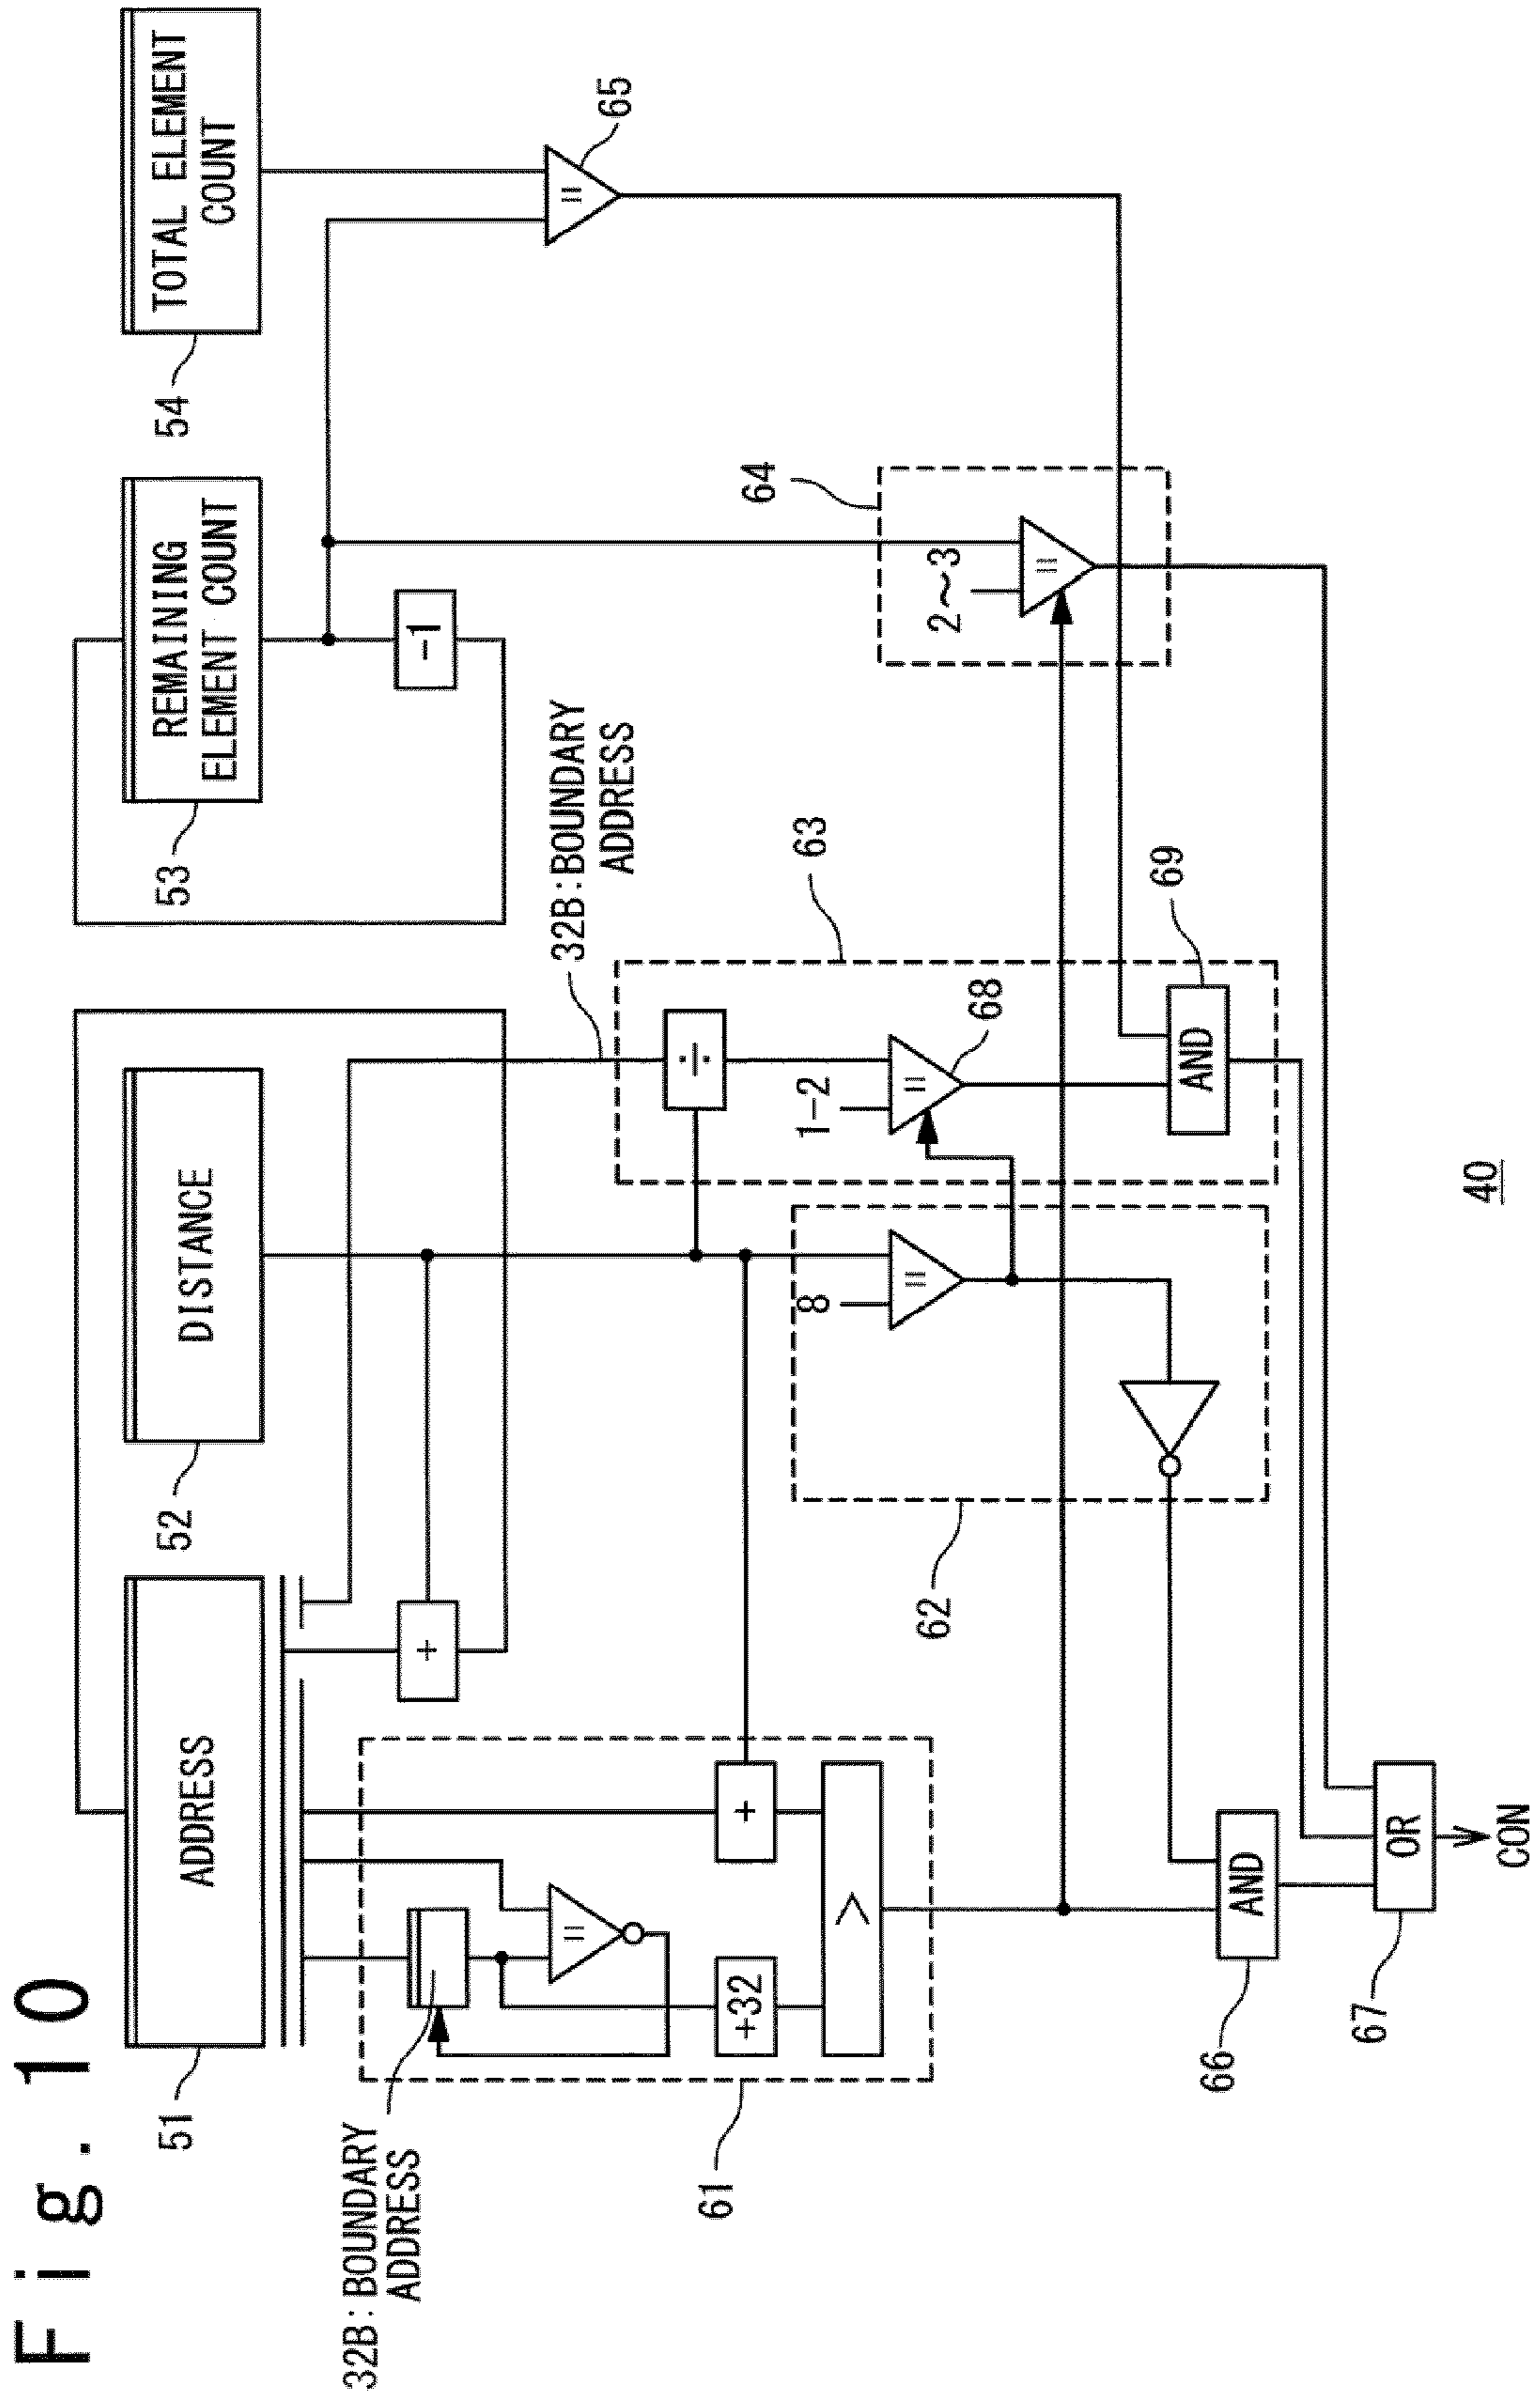 Fig. 10
51
ADDRESS
52
DISTANCE
53
REMAINING
ELEMENT COUNT
54
TOTAL ELEMENT
COUNT
+
-1
32B:BOUNDARY
ADDRESS
32B:BOUNDARY
ADDRESS
=
65
=
61
+32
+
>
÷
63
8
=
62
1-2
=
68
64
2~3
=
66
AND
AND
69
67
OR
CON
40